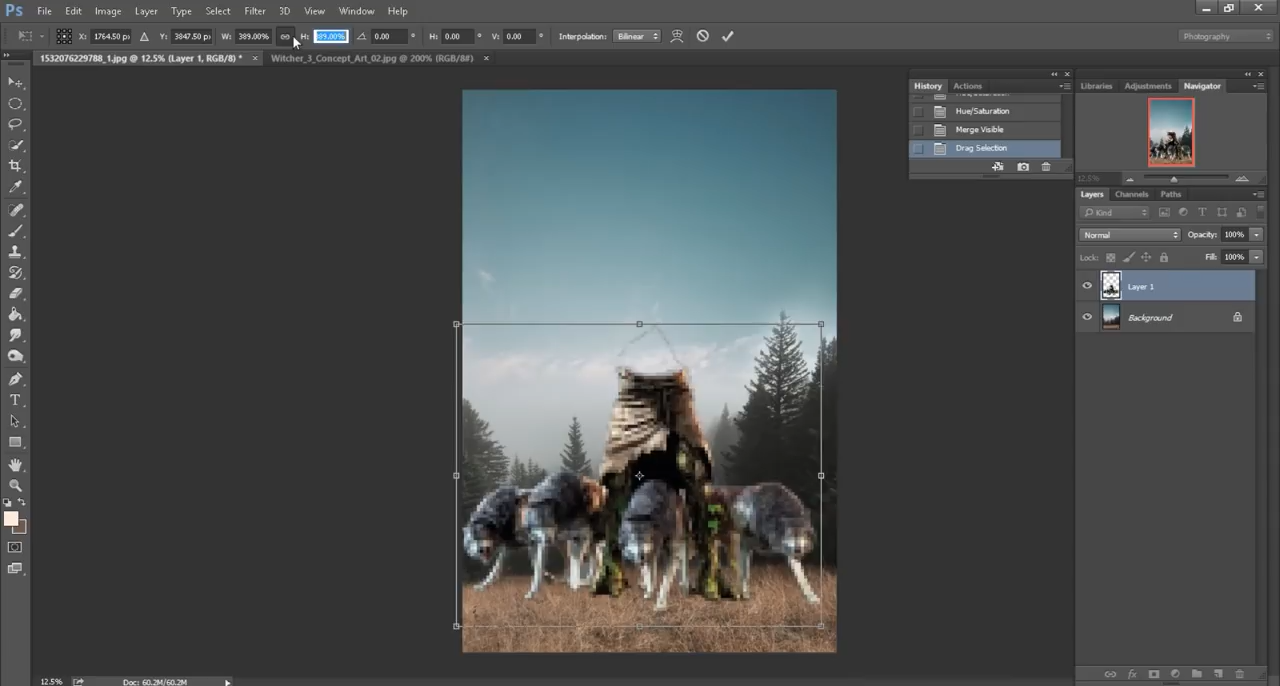 Ps File Edit Image Layer Type Select Filter 3D View Window Help
X: 1764.50 px Y: 3847.50 px W: 389.00% H: 389.00% 0.00 ° H: 0.00 ° V: 0.00 ° Interpolation: Bilinear Photography
1532076229788_1.jpg @ 12.5% (Layer 1, RGB/8) * × Witcher_3_Concept_Art_02.jpg @ 200% (RGB/8#) ×
History Actions
Hue/Saturation
Hue/Saturation
Merge Visible
Drag Selection
Libraries Adjustments Navigator
12.5%
Layers Channels Paths
Kind
Normal Opacity: 100%
Lock: Fill: 100%
Layer 1
Background
12.5% Doc: 60.2M/60.2M